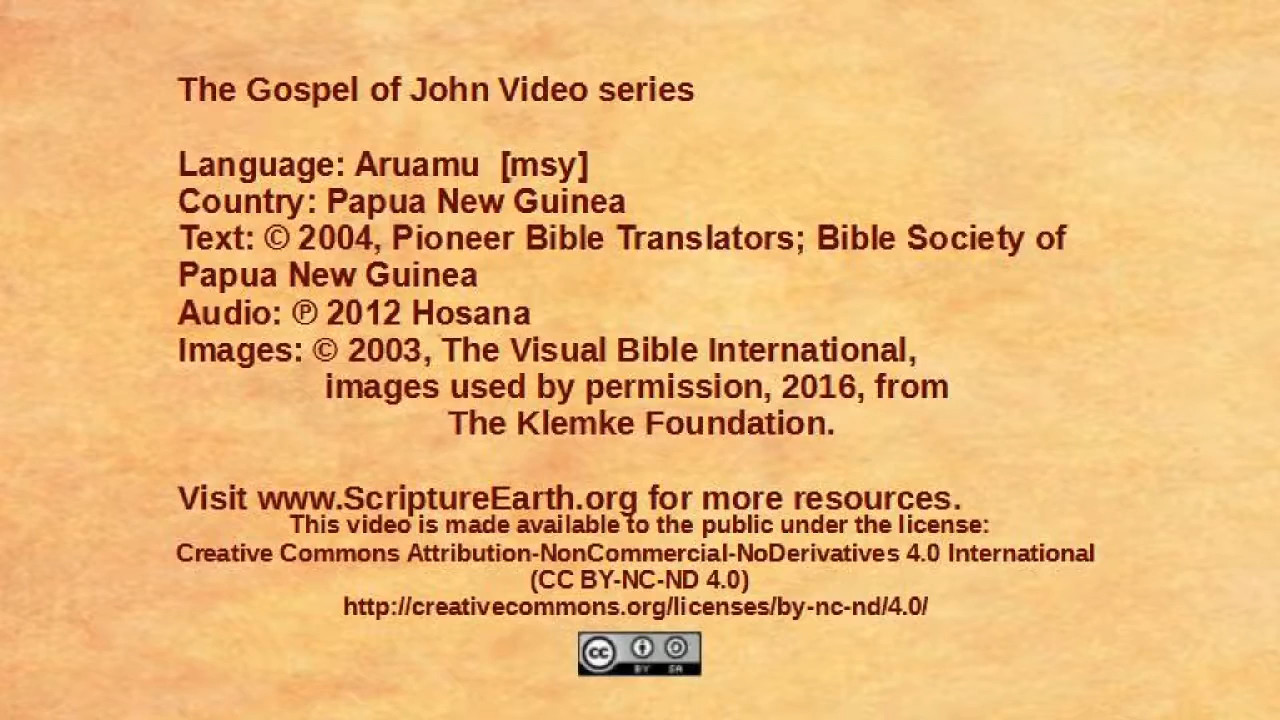 The Gospel of John Video series
Language: Aruamu [msy]
Country: Papua New Guinea
Text: © 2004, Pioneer Bible Translators; Bible Society of
Papua New Guinea
Audio: ℗ 2012 Hosana
Images: © 2003, The Visual Bible International,
images used by permission, 2016, from
The Klemke Foundation.
Visit www.ScriptureEarth.org for more resources.
This video is made available to the public under the license:
Creative Commons Attribution-NonCommercial-NoDerivatives 4.0 International
(CC BY-NC-ND 4.0)
http://creativecommons.org/licenses/by-nc-nd/4.0/
cc
BY SA